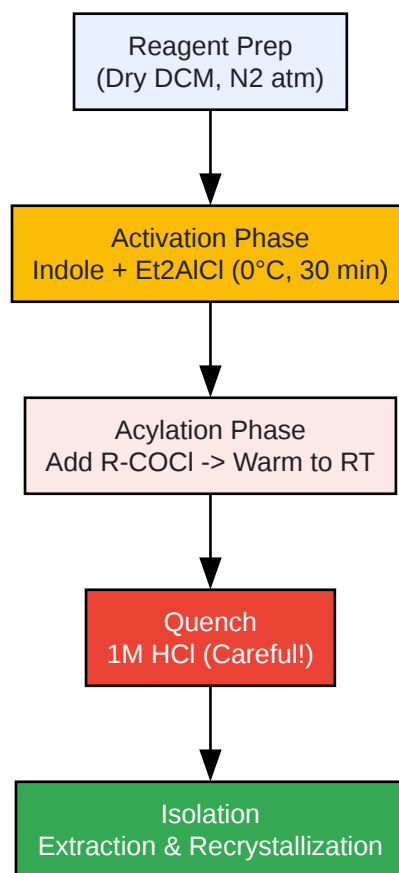 Reagent Prep
(Dry DCM, N2 atm)
Activation Phase
Indole + Et2AlCl (0°C, 30 min)
Acylation Phase
Add R-COCl -> Warm to RT
Quench
1M HCl (Careful!)
Isolation
Extraction & Recrystallization